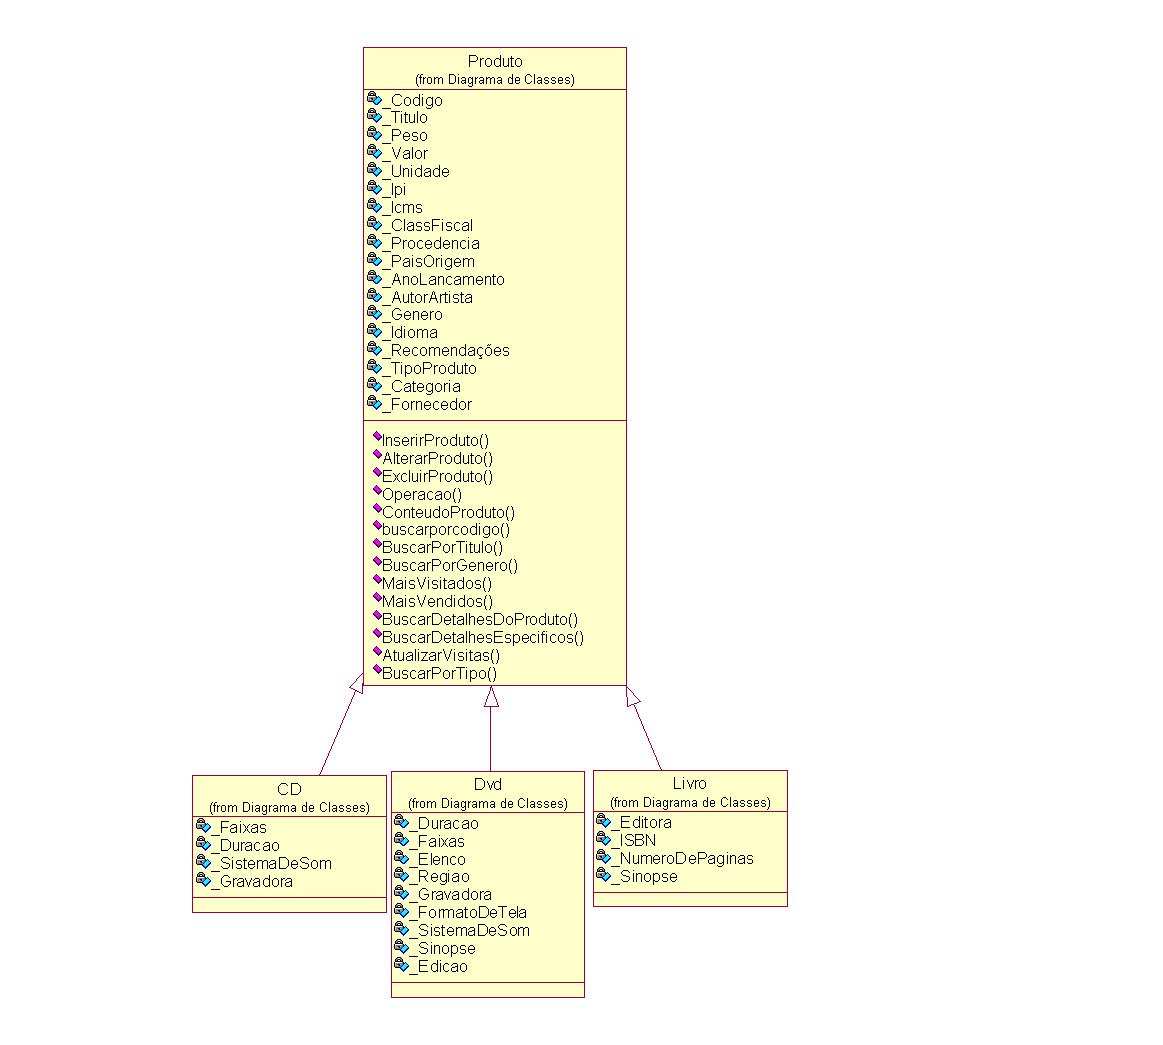 Produto
(from Diagrama de Classes)
_Codigo
_Titulo
_Peso
_Valor
_Unidade
_Ipi
_Icms
_ClassFiscal
_Procedencia
_PaisOrigem
_AnoLancamento
_AutorArtista
_Genero
_Idioma
_Recomendações
_TipoProduto
_Categoria
_Fornecedor
InserirProduto()
AlterarProduto()
ExcluirProduto()
Operacao()
ConteudoProduto()
buscarporcodigo()
BuscarPorTitulo()
BuscarPorGenero()
MaisVisitados()
MaisVendidos()
BuscarDetalhesDoProduto()
BuscarDetalhesEspecificos()
AtualizarVisitas()
BuscarPorTipo()
CD
(from Diagrama de Classes)
_Faixas
_Duracao
_SistemaDeSom
_Gravadora
Dvd
(from Diagrama de Classes)
_Duracao
_Faixas
_Elenco
_Regiao
_Gravadora
_FormatoDeTela
_SistemaDeSom
_Sinopse
_Edicao
Livro
(from Diagrama de Classes)
_Editora
_ISBN
_NumeroDePaginas
_Sinopse